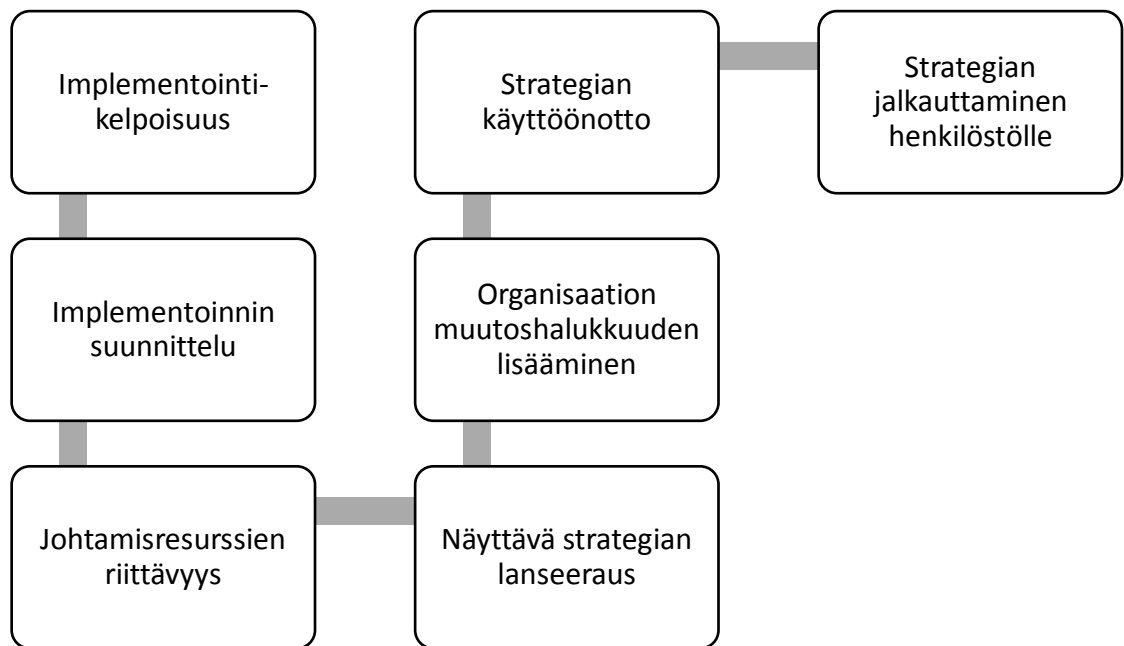 Implementointi-
kelpoisuus
Implementoinnin
suunnittelu
Johtamisresurssien
riittävyys
Näyttävä strategian
lanseeraus
Organisaation
muutoshalukkuuden
lisääminen
Strategian
käyttöönotto
Strategian
jalkauttaminen
henkilöstölle